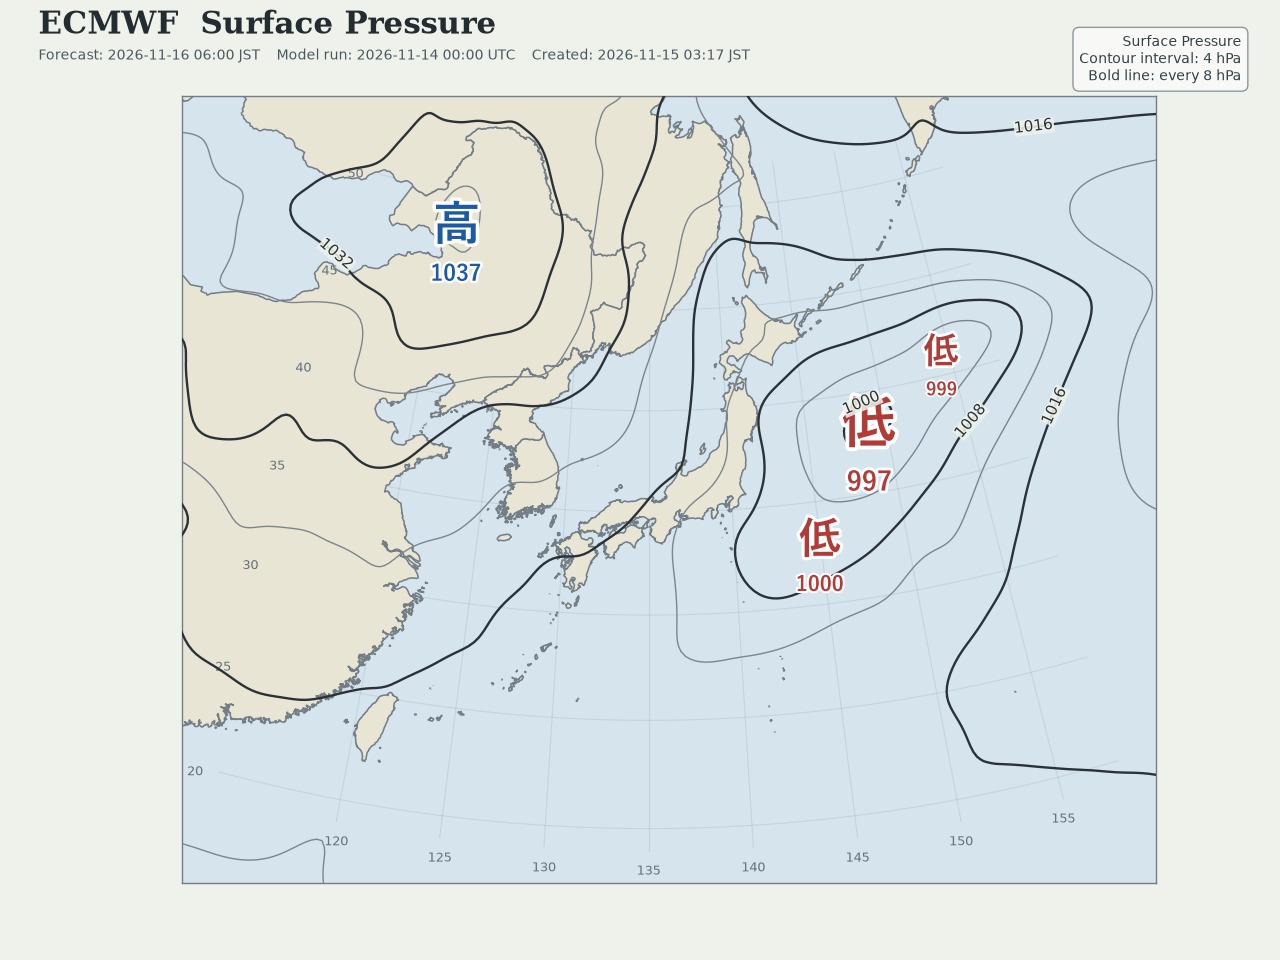 ECMWF  Surface Pressure
Forecast: 2026-11-16 06:00 JST    Model run: 2026-11-14 00:00 UTC    Created: 2026-11-15 03:17 JST
Surface Pressure
Contour interval: 4 hPa
Bold line: every 8 hPa
1016
50
高
1032
45
1037
低
40
999
1000
1016
低
1008
35
997
低
30
1000
25
20
155
120
150
125
145
130
140
135